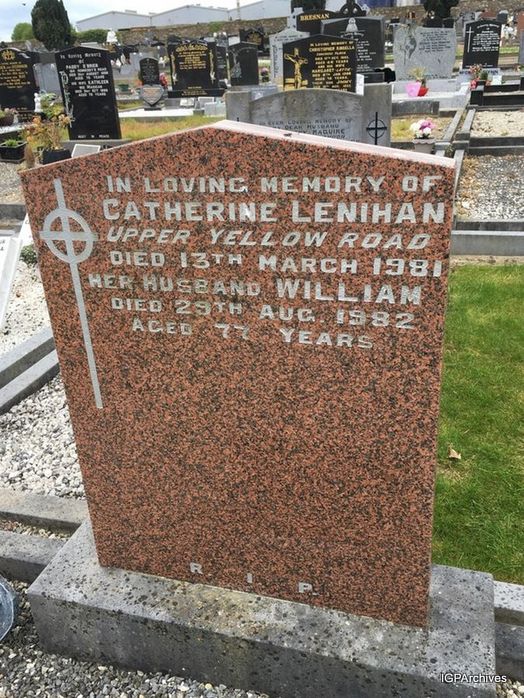 IN LOVING MEMORY OF
CATHERINE LENIHAN
UPPER YELLOW ROAD
DIED 13TH MARCH 1981
HER HUSBAND WILLIAM
DIED 29TH AUG 1982
AGED 77 YEARS
R I P
BRESNAN
IGPArchives